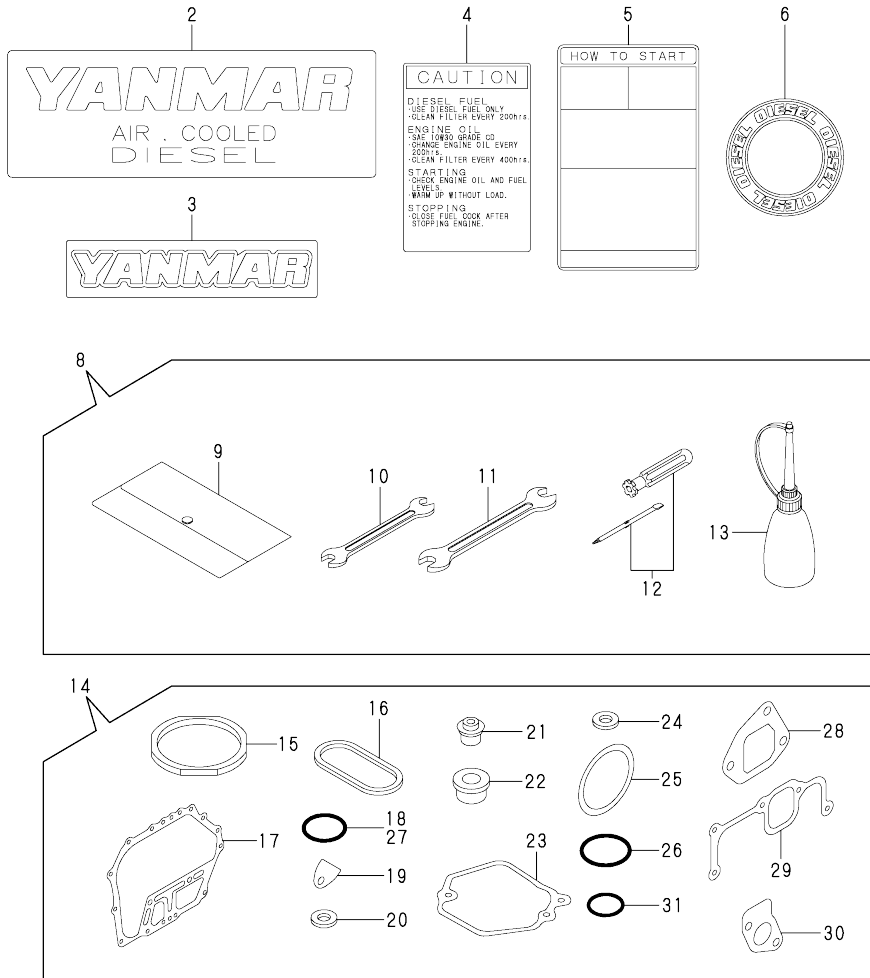 2
YANMAR
AIR . COOLED
DIESEL
3
YANMAR
4
CAUTION
DIESEL FUEL
·USE DIESEL FUEL ONLY
·CLEAN FILTER EVERY 200hrs.
ENGINE OIL
·SAE 10W30 GRADE CD
·CHANGE ENGINE OIL EVERY
200hrs.
·CLEAN FILTER EVERY 400hrs.
STARTING
·CHECK ENGINE OIL AND FUEL
LEVELS.
·WARM UP WITHOUT LOAD.
STOPPING
·CLOSE FUEL COCK AFTER
STOPPING ENGINE.
5
HOW TO START
6
DIESEL DIESEL DIESEL DIESEL DIESEL
8
9
10
11
12
13
14
15
16
17
18
27
19
20
21
22
23
24
25
26
31
28
29
30